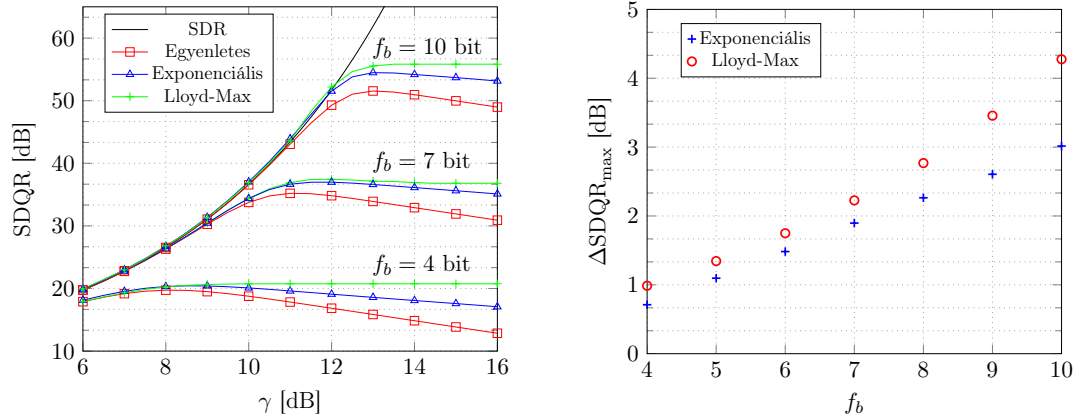 SDR
Egyenletes
Exponenciális
Lloyd-Max
f_b = 10 bit
f_b = 7 bit
f_b = 4 bit
60
50
40
30
20
10
SDQR [dB]
6 8 10 12 14 16
γ [dB]
Exponenciális
Lloyd-Max
5
4
3
2
1
0
ΔSDQR_max [dB]
4 5 6 7 8 9 10
f_b